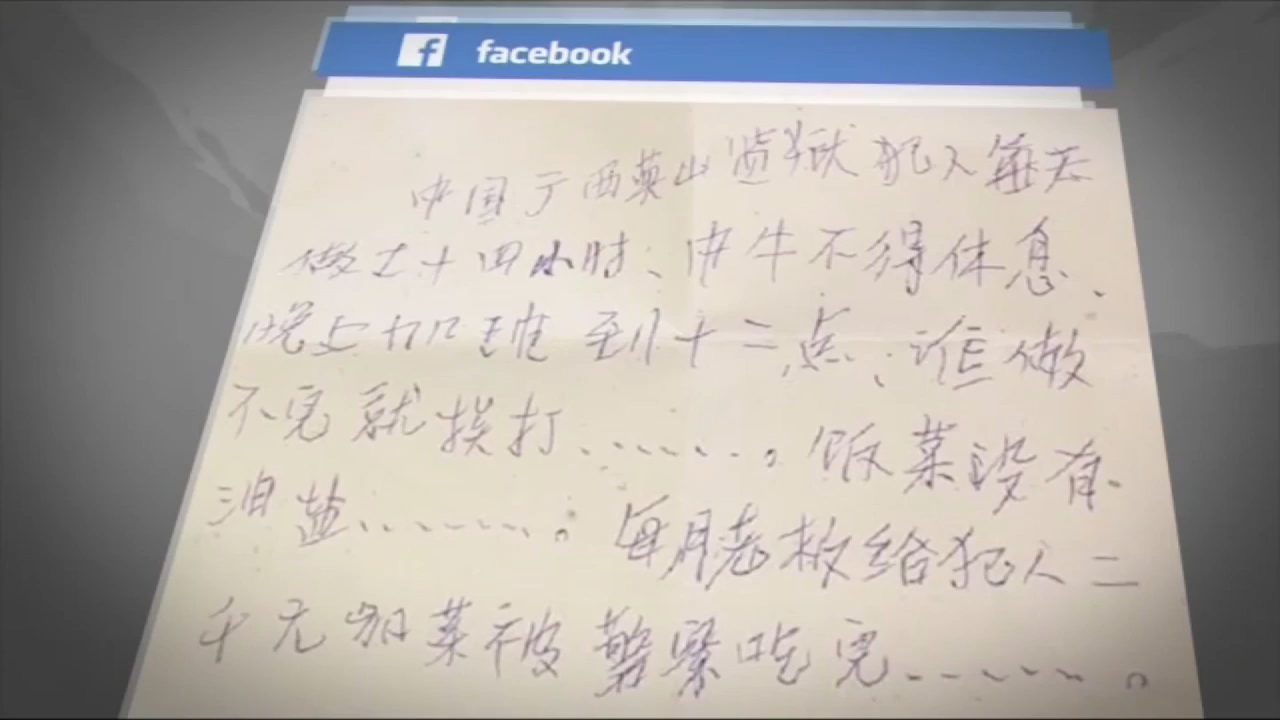 facebook
中国广西英山监狱犯人每天
做工十四小时、中午不得休息、
晚上加班到十二点、谁做
不完就挨打、、、、、、、。饭菜没有
油盐、、、、、、、。每月老板给犯人二
千元加菜被警察吃完、、、、、、。